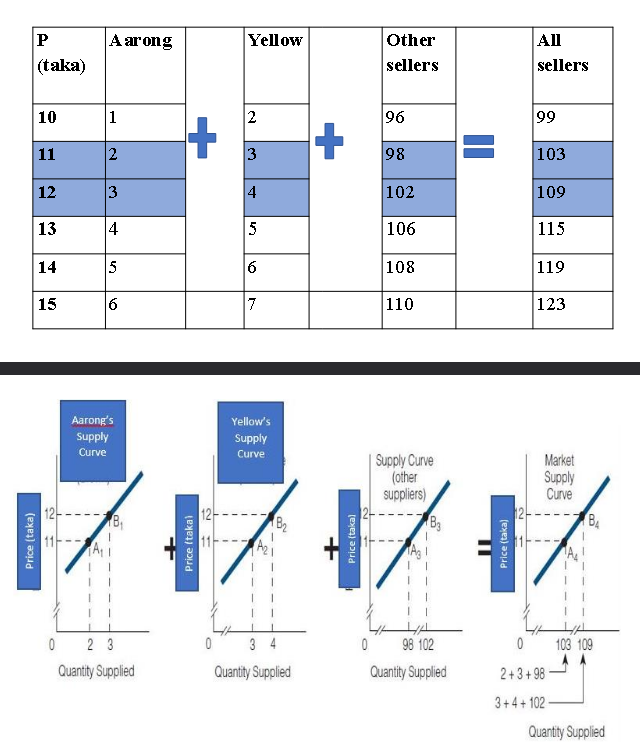 P (taka) Aarong Yellow Other sellers All sellers
10 1 2 96 99
11 2 + 3 + 98 = 103
12 3 4 102 109
13 4 5 106 115
14 5 6 108 119
15 6 7 110 123
Aarong's
Supply
Curve
Price (taka)
12
11
B1
A1
0 2 3
Quantity Supplied
+
Yellow's
Supply
Curve
Price (taka)
12
11
B2
A2
0 3 4
Quantity Supplied
+
Supply Curve
(other
suppliers)
Price (taka)
12
11
B3
A3
0 98 102
Quantity Supplied
=
Market
Supply
Curve
Price (taka)
12
11
B4
A4
0 103 109
2 + 3 + 98
3 + 4 + 102
Quantity Supplied